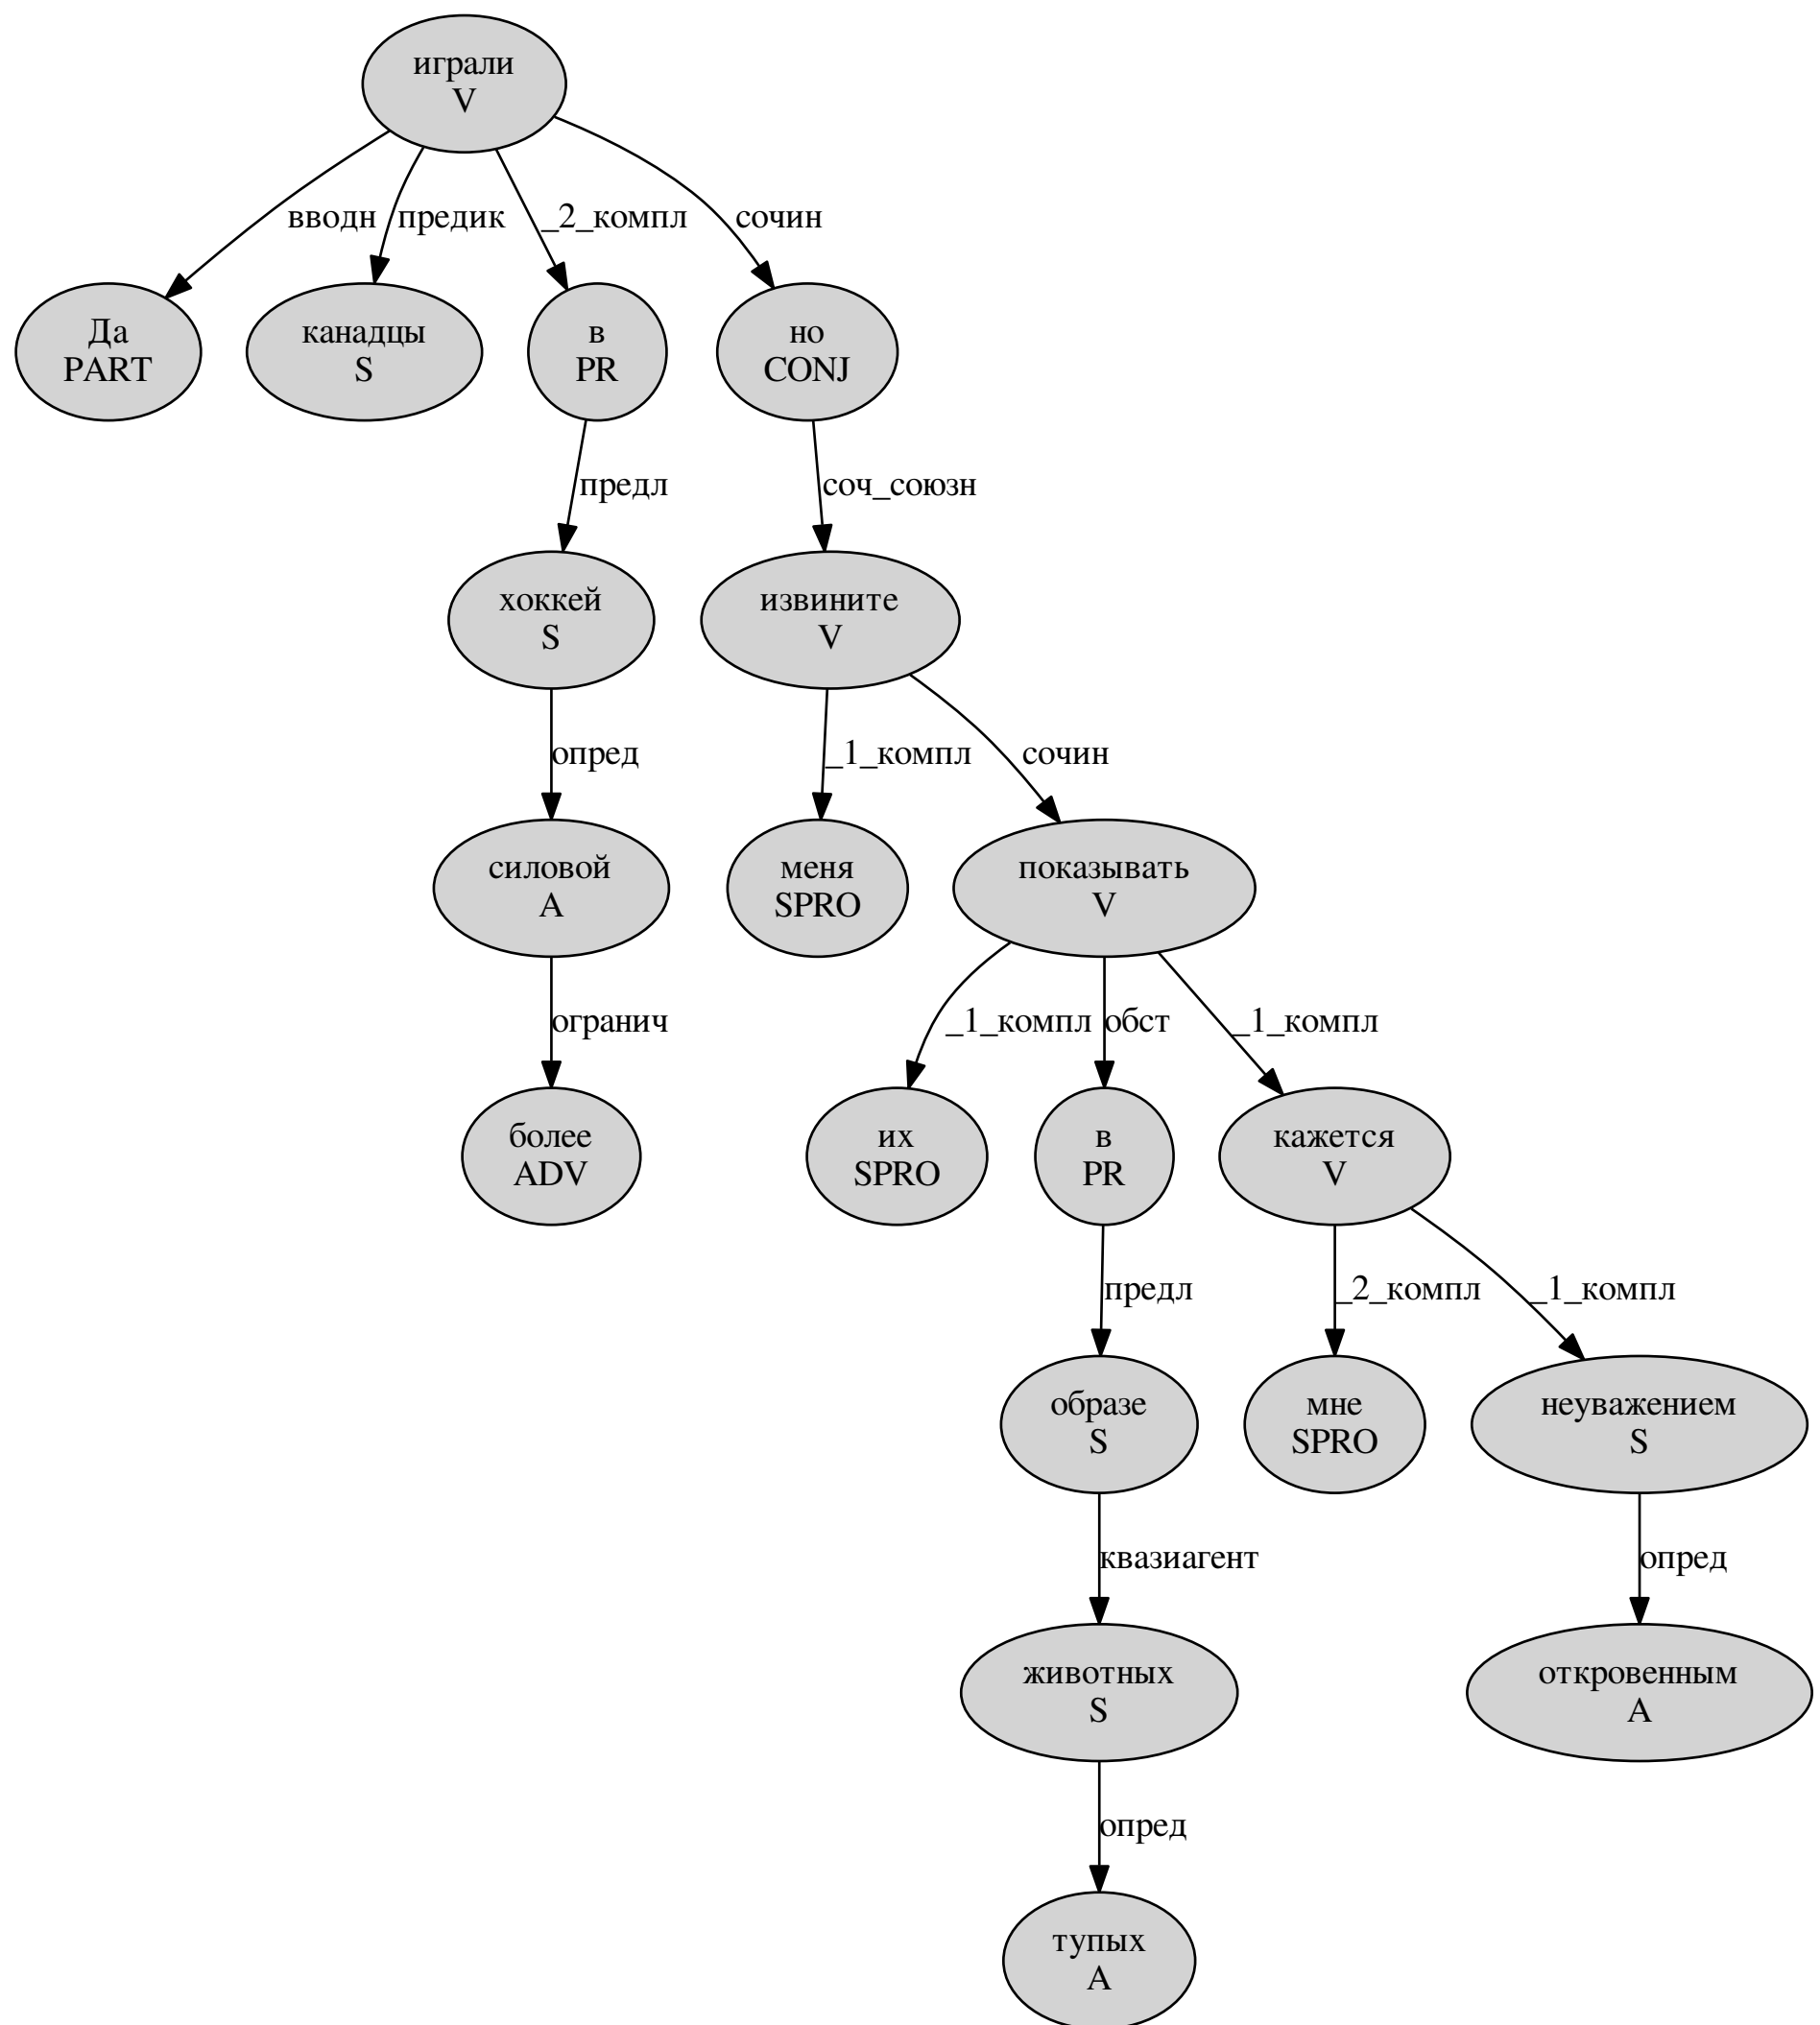 играли
V
вводн
предик
_2_компл
сочин
Да
PART
канадцы
S
в
PR
но
CONJ
предл
соч_союзн
хоккей
S
извините
V
опред
_1_компл
сочин
силовой
A
меня
SPRO
показывать
V
огранич
_1_компл
обст
_1_компл
более
ADV
их
SPRO
в
PR
кажется
V
предл
_2_компл
_1_компл
образе
S
мне
SPRO
неуважением
S
квазиагент
опред
животных
S
откровенным
A
опред
тупых
A